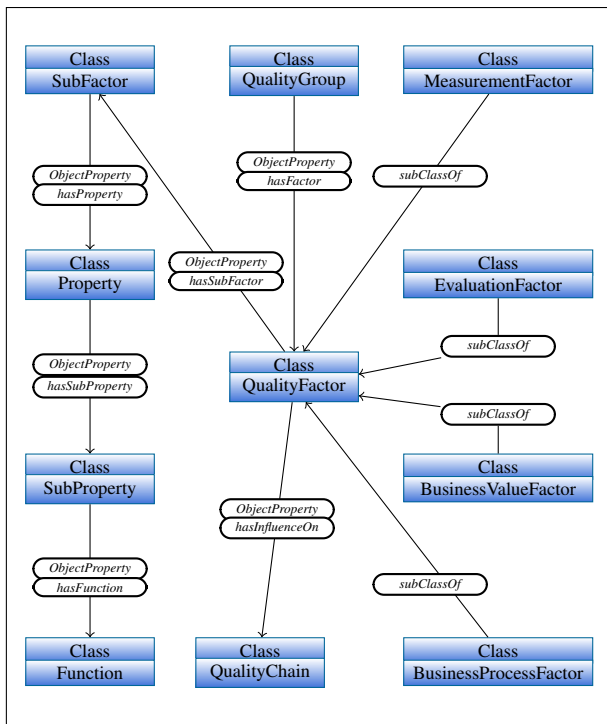 Class
SubFactor
Class
QualityGroup
Class
MeasurementFactor
ObjectProperty
hasProperty
ObjectProperty
hasFactor
subClassOf
Class
Property
ObjectProperty
hasSubFactor
Class
EvaluationFactor
subClassOf
ObjectProperty
hasSubProperty
Class
QualityFactor
subClassOf
Class
SubProperty
Class
BusinessValueFactor
ObjectProperty
hasInfluenceOn
ObjectProperty
hasFunction
subClassOf
Class
Function
Class
QualityChain
Class
BusinessProcessFactor